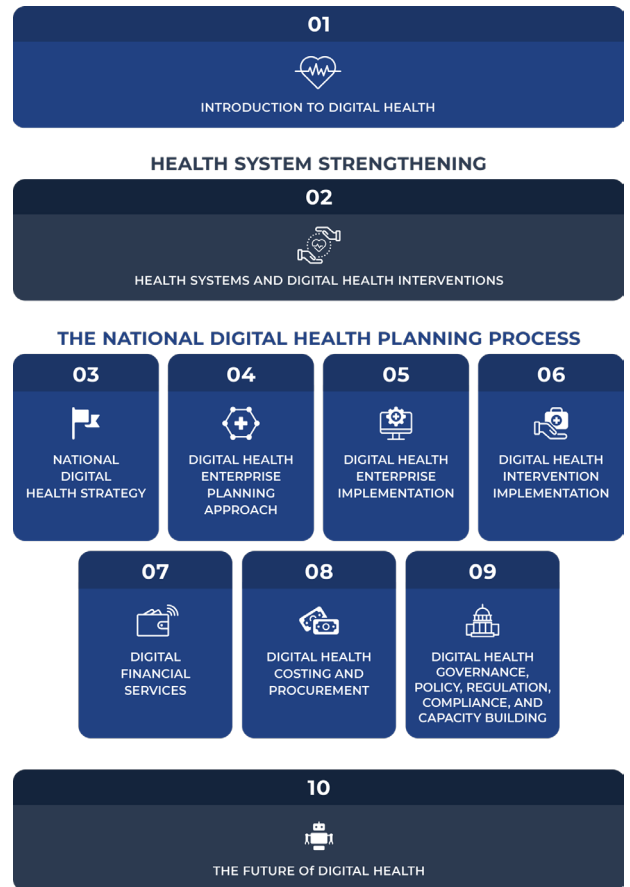 01
INTRODUCTION TO DIGITAL HEALTH
HEALTH SYSTEM STRENGTHENING
02
HEALTH SYSTEMS AND DIGITAL HEALTH INTERVENTIONS
THE NATIONAL DIGITAL HEALTH PLANNING PROCESS
03
NATIONAL
DIGITAL
HEALTH STRATEGY
04
DIGITAL HEALTH
ENTERPRISE
PLANNING
APPROACH
05
DIGITAL HEALTH
ENTERPRISE
IMPLEMENTATION
06
DIGITAL HEALTH
INTERVENTION
IMPLEMENTATION
07
DIGITAL
FINANCIAL
SERVICES
08
DIGITAL HEALTH
COSTING AND
PROCUREMENT
09
DIGITAL HEALTH
GOVERNANCE,
POLICY, REGULATION,
COMPLIANCE, AND
CAPACITY BUILDING
10
THE FUTURE Of DIGITAL HEALTH